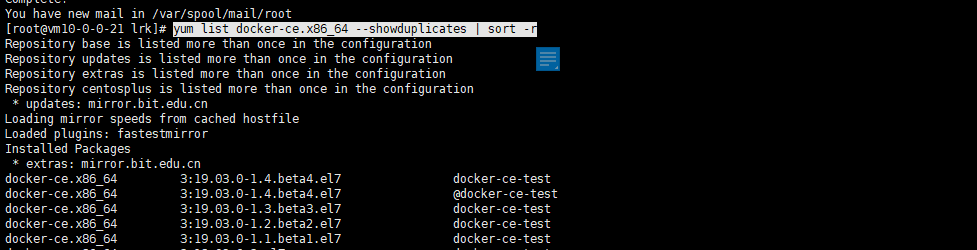 Complete!
You have new mail in /var/spool/mail/root
[root@vm10-0-0-21 lrk]# yum list docker-ce.x86_64 --showduplicates | sort -r
Repository base is listed more than once in the configuration
Repository updates is listed more than once in the configuration
Repository extras is listed more than once in the configuration
Repository centosplus is listed more than once in the configuration
 * updates: mirror.bit.edu.cn
Loading mirror speeds from cached hostfile
Loaded plugins: fastestmirror
Installed Packages
 * extras: mirror.bit.edu.cn
docker-ce.x86_64 3:19.03.0-1.4.beta4.el7 docker-ce-test
docker-ce.x86_64 3:19.03.0-1.4.beta4.el7 @docker-ce-test
docker-ce.x86_64 3:19.03.0-1.3.beta3.el7 docker-ce-test
docker-ce.x86_64 3:19.03.0-1.2.beta2.el7 docker-ce-test
docker-ce.x86_64 3:19.03.0-1.1.beta1.el7 docker-ce-test